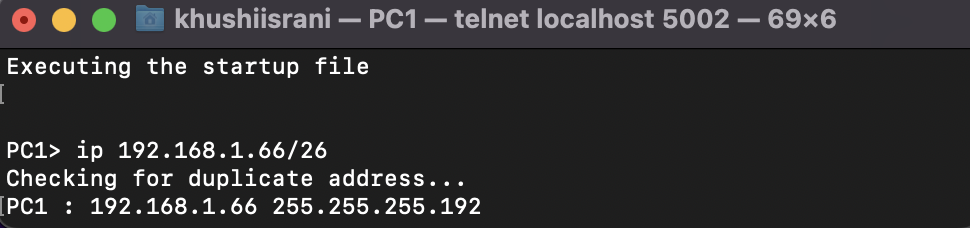 khushiisrani — PC1 — telnet localhost 5002 — 69×6
Executing the startup file
PC1> ip 192.168.1.66/26
Checking for duplicate address...
PC1 : 192.168.1.66 255.255.255.192